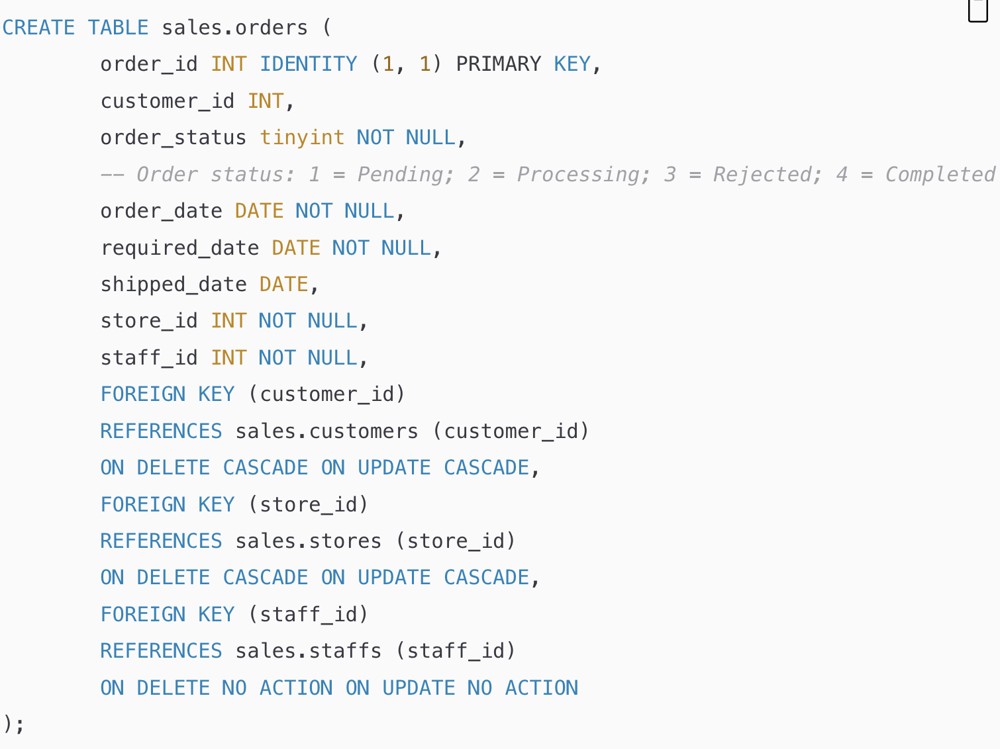 CREATE TABLE sales.orders (
order_id INT IDENTITY (1, 1) PRIMARY KEY,
customer_id INT,
order_status tinyint NOT NULL,
-- Order status: 1 = Pending; 2 = Processing; 3 = Rejected; 4 = Completed
order_date DATE NOT NULL,
required_date DATE NOT NULL,
shipped_date DATE,
store_id INT NOT NULL,
staff_id INT NOT NULL,
FOREIGN KEY (customer_id)
REFERENCES sales.customers (customer_id)
ON DELETE CASCADE ON UPDATE CASCADE,
FOREIGN KEY (store_id)
REFERENCES sales.stores (store_id)
ON DELETE CASCADE ON UPDATE CASCADE,
FOREIGN KEY (staff_id)
REFERENCES sales.staffs (staff_id)
ON DELETE NO ACTION ON UPDATE NO ACTION
);